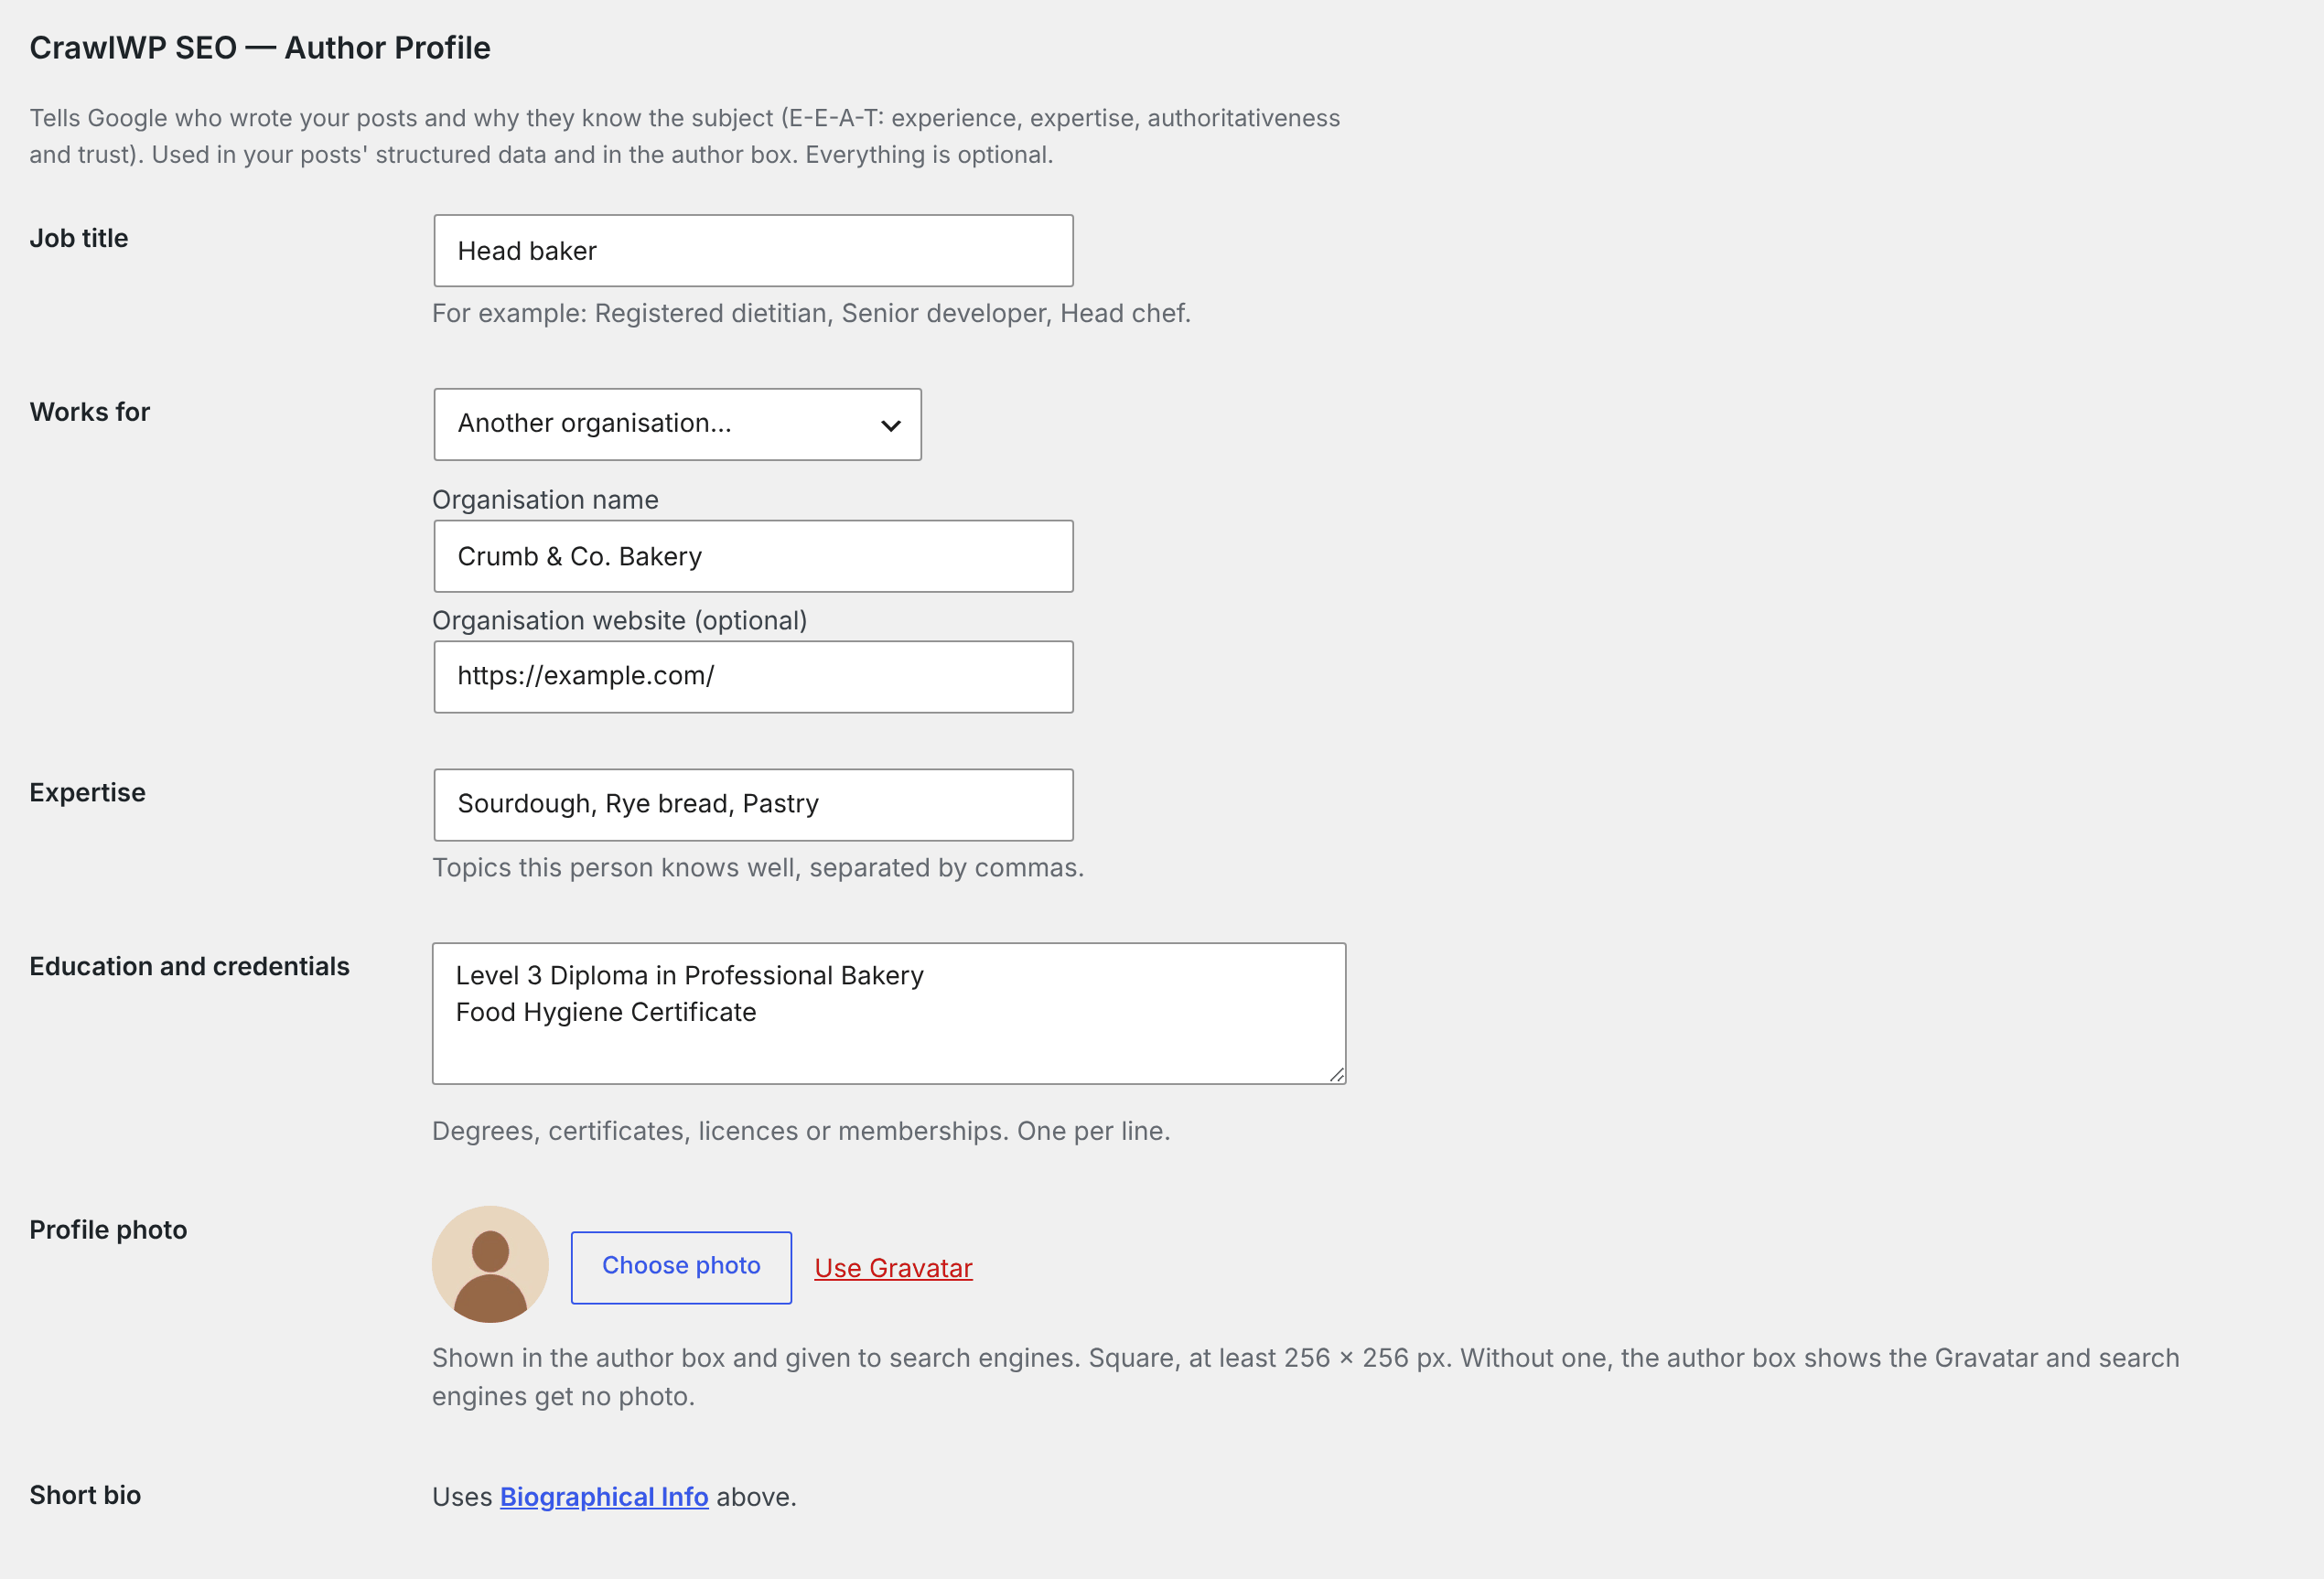 CrawlWP SEO — Author Profile
Tells Google who wrote your posts and why they know the subject (E-E-A-T: experience, expertise, authoritativeness
and trust). Used in your posts' structured data and in the author box. Everything is optional.
Job title
Head baker
For example: Registered dietitian, Senior developer, Head chef.
Works for
Another organisation...
Organisation name
Crumb & Co. Bakery
Organisation website (optional)
https://example.com/
Expertise
Sourdough, Rye bread, Pastry
Topics this person knows well, separated by commas.
Education and credentials
Level 3 Diploma in Professional Bakery
Food Hygiene Certificate
Degrees, certificates, licences or memberships. One per line.
Profile photo
Choose photo
Use Gravatar
Shown in the author box and given to search engines. Square, at least 256 × 256 px. Without one, the author box shows the Gravatar and search
engines get no photo.
Short bio
Uses Biographical Info above.